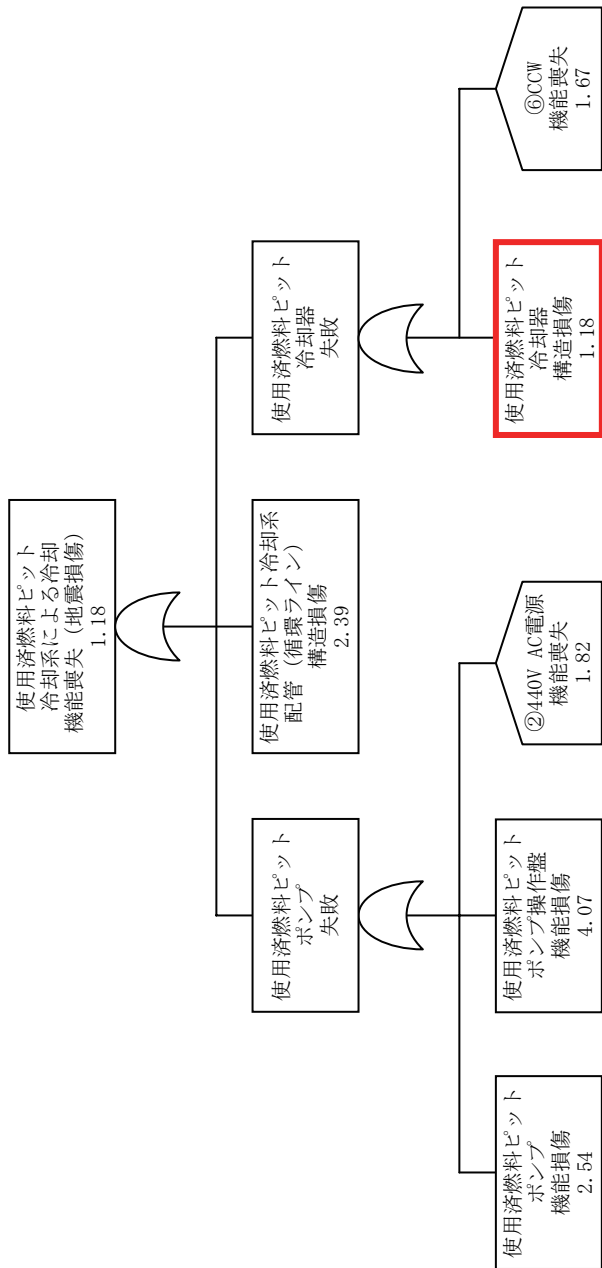 使用済燃料ピット
冷却系による冷却
機能喪失（地震損傷）
1.18
使用済燃料ピット
ポンプ
失敗
使用済燃料ピット冷却系
配管（循環ライン）
構造損傷
2.39
使用済燃料ピット
冷却器
失敗
使用済燃料ピット
ポンプ
機能損傷
2.54
使用済燃料ピット
ポンプ操作盤
機能損傷
4.07
②440V AC電源
機能喪失
1.82
使用済燃料ピット
冷却器
構造損傷
1.18
⑥CCW
機能喪失
1.67